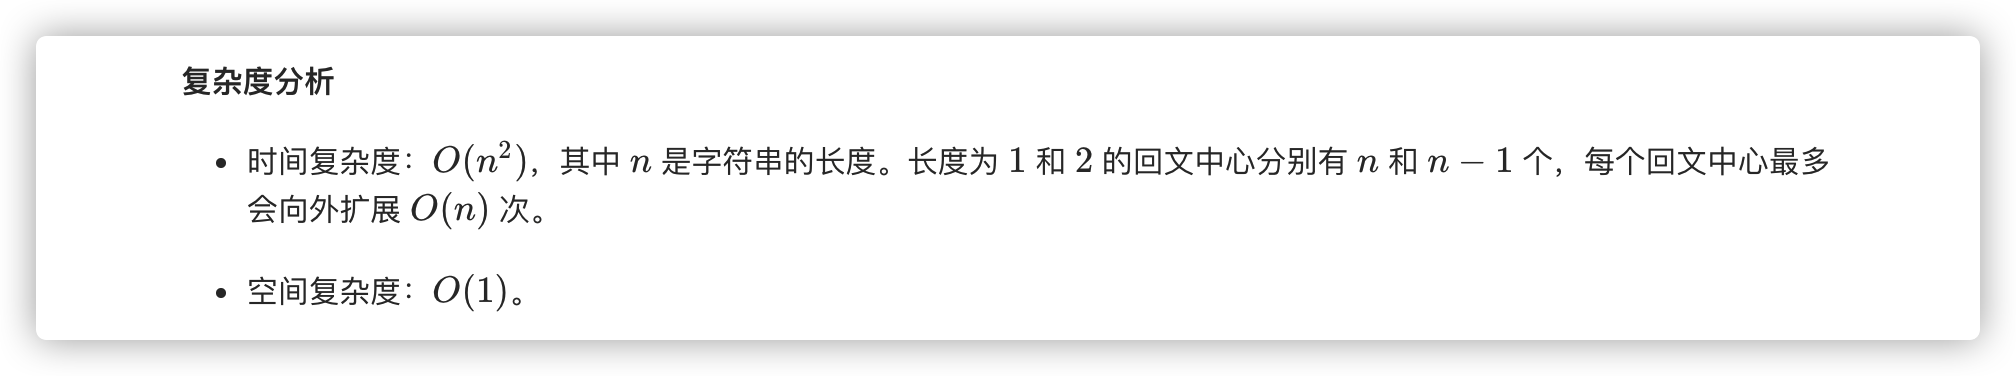 复杂度分析
• 时间复杂度：O(n²)，其中 n 是字符串的长度。长度为 1 和 2 的回文中心分别有 n 和 n − 1 个，每个回文中心最多
会向外扩展 O(n) 次。
• 空间复杂度：O(1)。